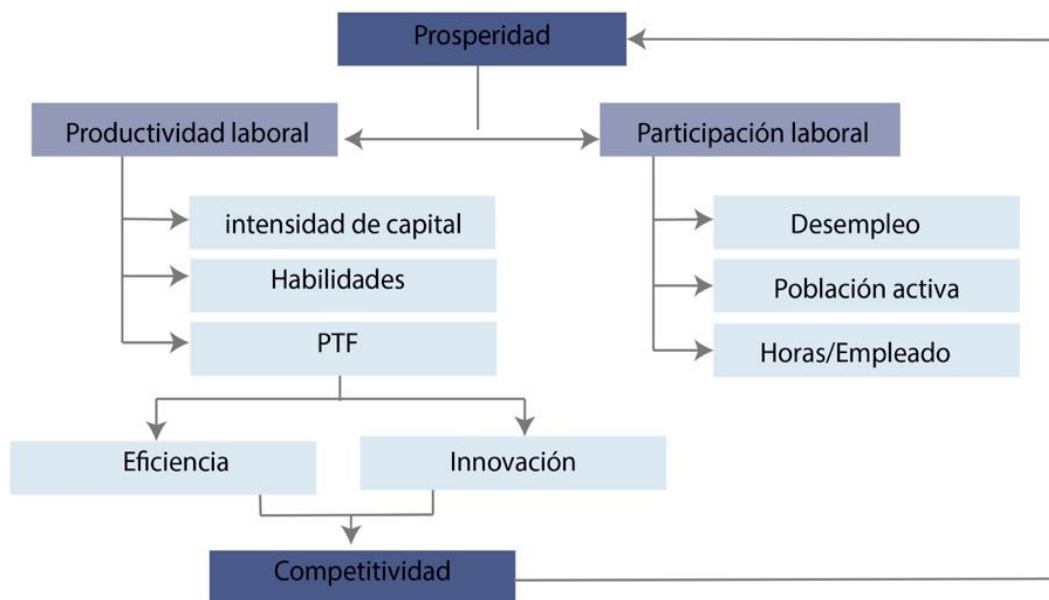 Prosperidad
Productividad laboral
Participación laboral
intensidad de capital
Habilidades
PTF
Desempleo
Población activa
Horas/Empleado
Eficiencia
Innovación
Competitividad